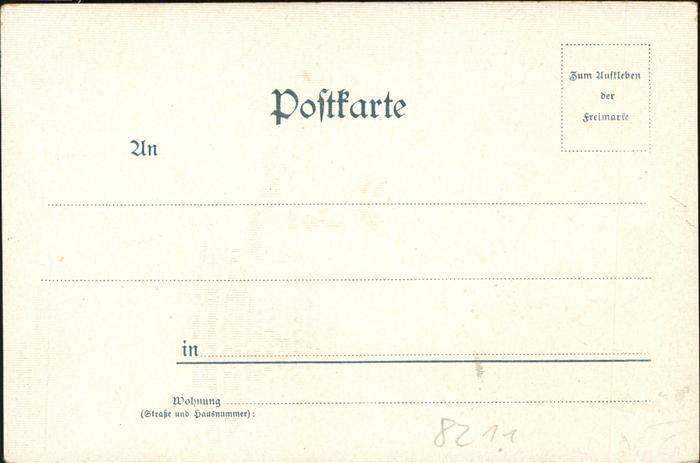 Postkarte
Zum Aufkleben
der
Freimarke
An
in
Wohnung
(Straße und Hausnummer):
8211